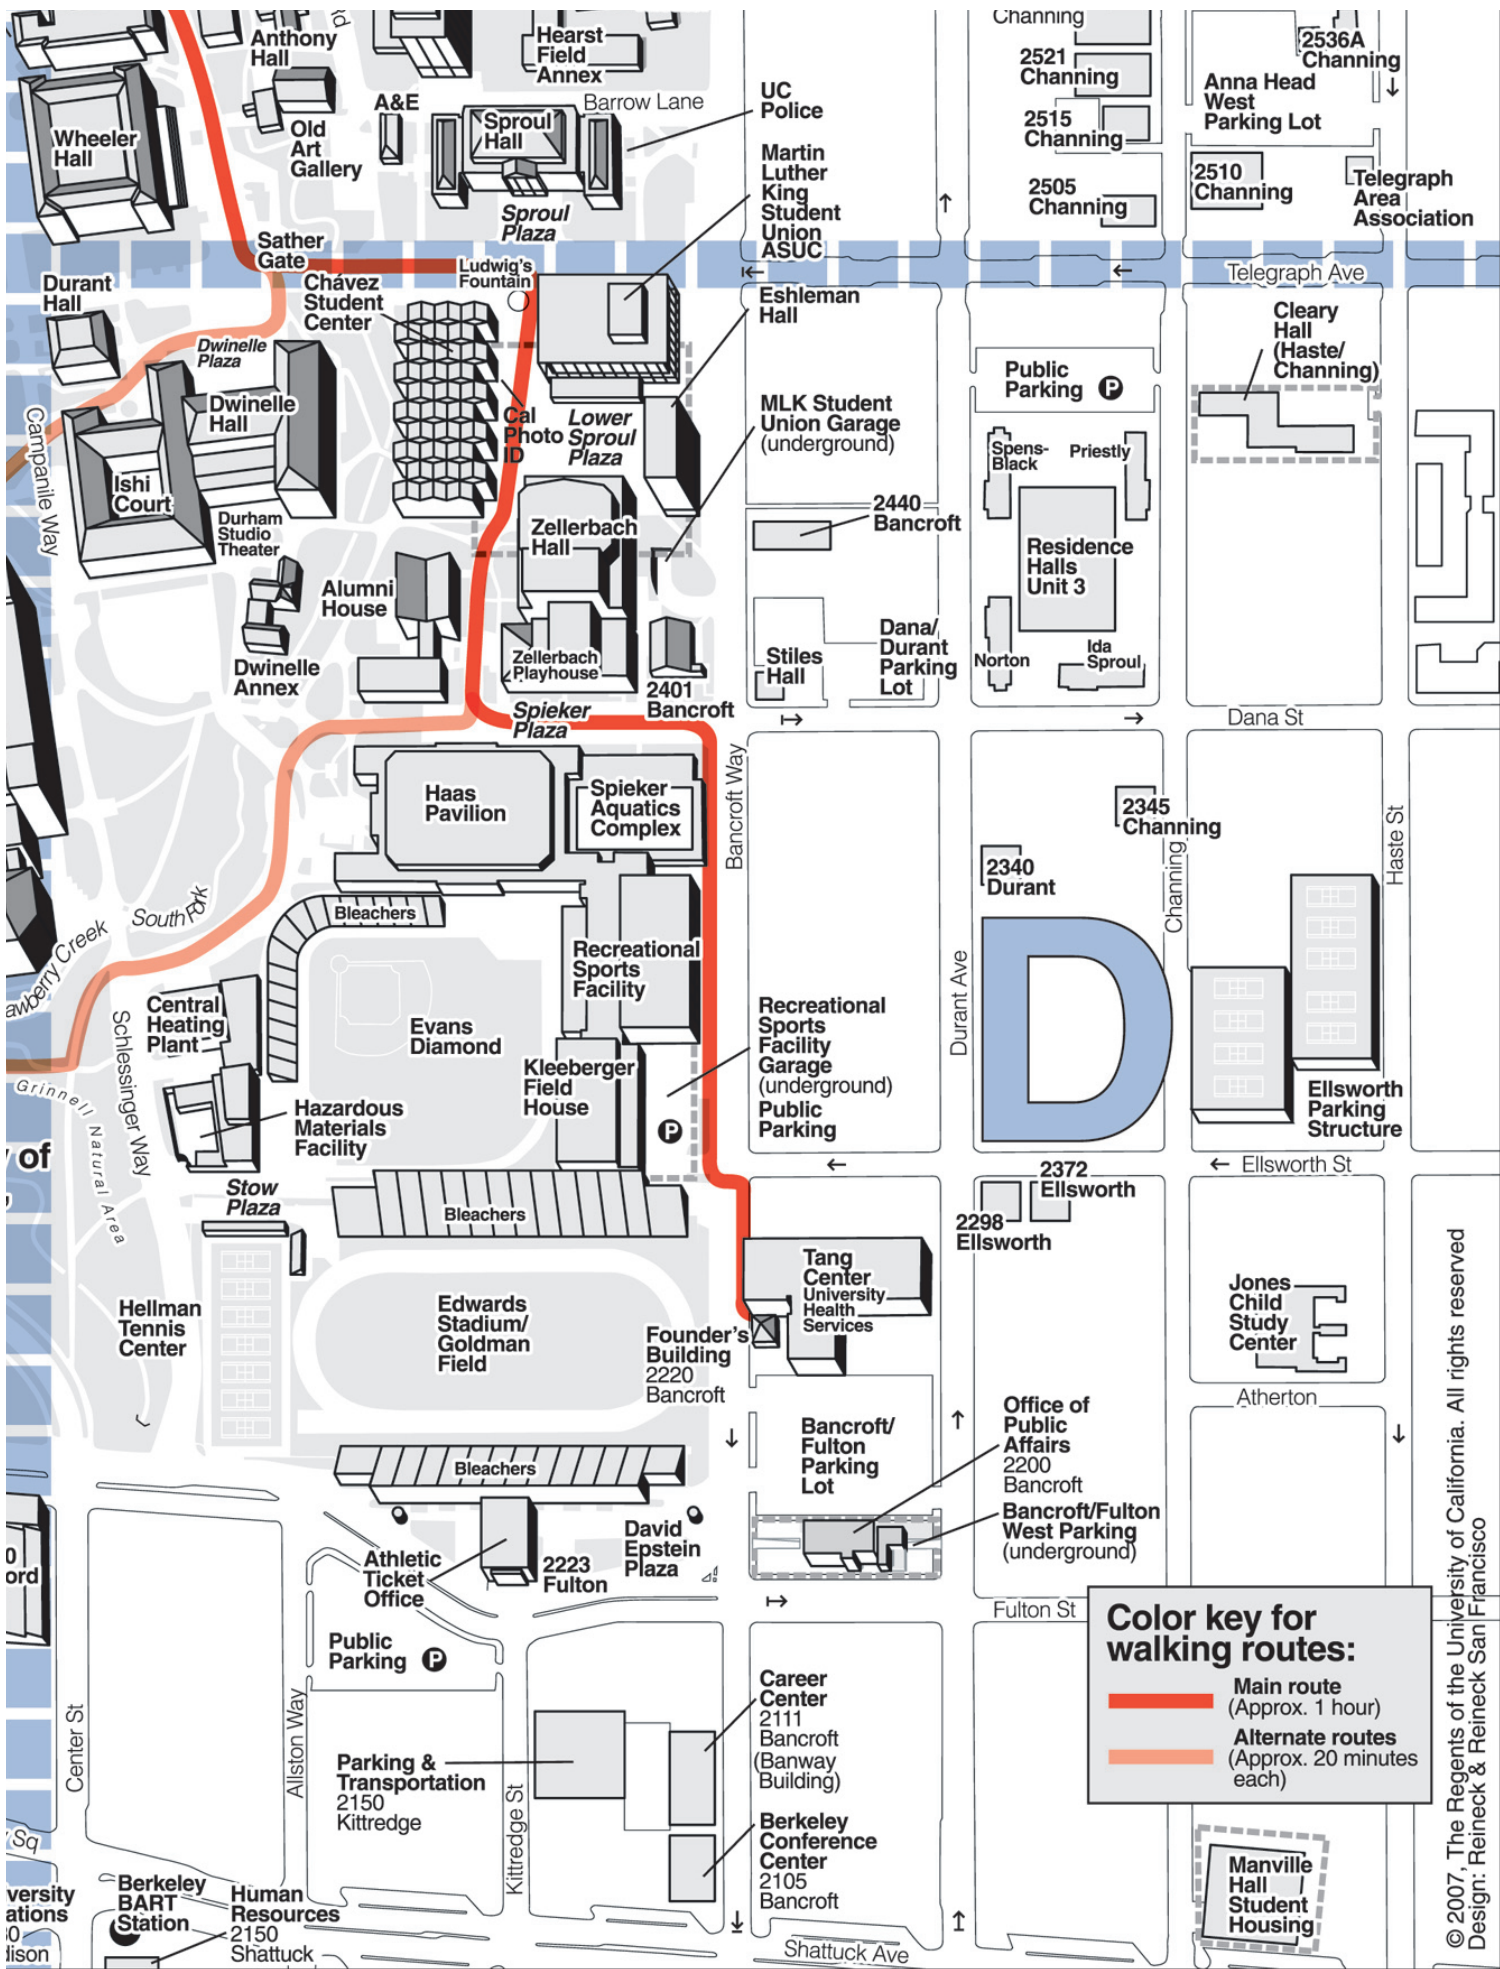 Rd
Anthony
Hall
Hearst
Field
Annex
Channing
2521
Channing
2536A
Channing
Anna Head
West
Parking Lot
A&E
Barrow Lane
UC
Police
2515
Channing
Wheeler
Hall
Old
Art
Gallery
Sproul
Hall
Martin
Luther
King
Student
Union
ASUC
2505
Channing
2510
Channing
Telegraph
Area
Association
Sproul
Plaza
Sather
Gate
Ludwig's
Fountain
Telegraph Ave
Durant
Hall
Chávez
Student
Center
Eshleman
Hall
Cleary
Hall
(Haste/
Channing)
Dwinelle
Plaza
Public
Parking P
Dwinelle
Hall
Cal
Photo
ID
Lower
Sproul
Plaza
MLK Student
Union Garage
(underground)
Campanile Way
Spens-
Black
Priestly
Ishi
Court
Durham
Studio
Theater
Zellerbach
Hall
2440
Bancroft
Residence
Halls
Unit 3
Alumni
House
Dwinelle
Annex
Zellerbach
Playhouse
2401
Bancroft
Stiles
Hall
Dana/
Durant
Parking
Lot
Norton
Ida
Sproul
Spieker
Plaza
Dana St
Haas
Pavilion
Spieker
Aquatics
Complex
Bancroft Way
2345
Channing
Haste St
2340
Durant
Channing
South Fork
awberry Creek
Bleachers
Recreational
Sports
Facility
Durant Ave
D
Central
Heating
Plant
Evans
Diamond
Recreational
Sports
Facility
Garage
(underground)
Public
Parking
Schlessinger Way
Kleeberger
Field
House
P
Ellsworth
Parking
Structure
Grinnell Natural Area
Hazardous
Materials
Facility
y of
Ellsworth St
Stow
Plaza
Bleachers
2372
Ellsworth
2298
Ellsworth
Tang
Center
University
Health
Services
Hellman
Tennis
Center
Edwards
Stadium/
Goldman
Field
Founder's
Building
2220
Bancroft
Jones
Child
Study
Center
Atherton
Bancroft/
Fulton
Parking
Lot
Office of
Public
Affairs
2200
Bancroft
Bleachers
Bancroft/Fulton
West Parking
(underground)
0
ord
Athletic
Ticket
Office
2223
Fulton
David
Epstein
Plaza
Fulton St
Public
Parking P
Color key for
walking routes:
Main route
(Approx. 1 hour)
Alternate routes
(Approx. 20 minutes
each)
Center St
Allston Way
Kittredge St
Parking &
Transportation
2150
Kittredge
Career
Center
2111
Bancroft
(Banway
Building)
Berkeley
Conference
Center
2105
Bancroft
Manville
Hall
Student
Housing
y Sq
versity
ations
50
dison
Berkeley
BART
Station
Human
Resources
2150
Shattuck
Shattuck Ave
© 2007, The Regents of the University of California. All rights reserved
Design: Reineck & Reineck San Francisco